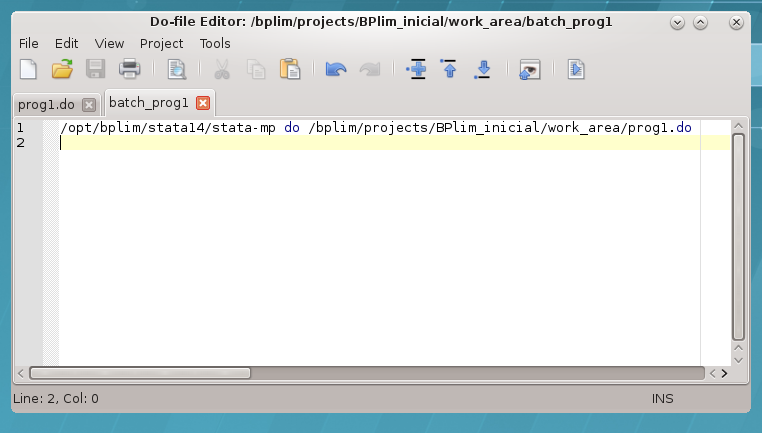 Do-file Editor: /bplim/projects/BPlim_inicial/work_area/batch_prog1
File Edit View Project Tools
prog1.do batch_prog1
1 /opt/bplim/stata14/stata-mp do /bplim/projects/BPlim_inicial/work_area/prog1.do
2
Line: 2, Col: 0 INS